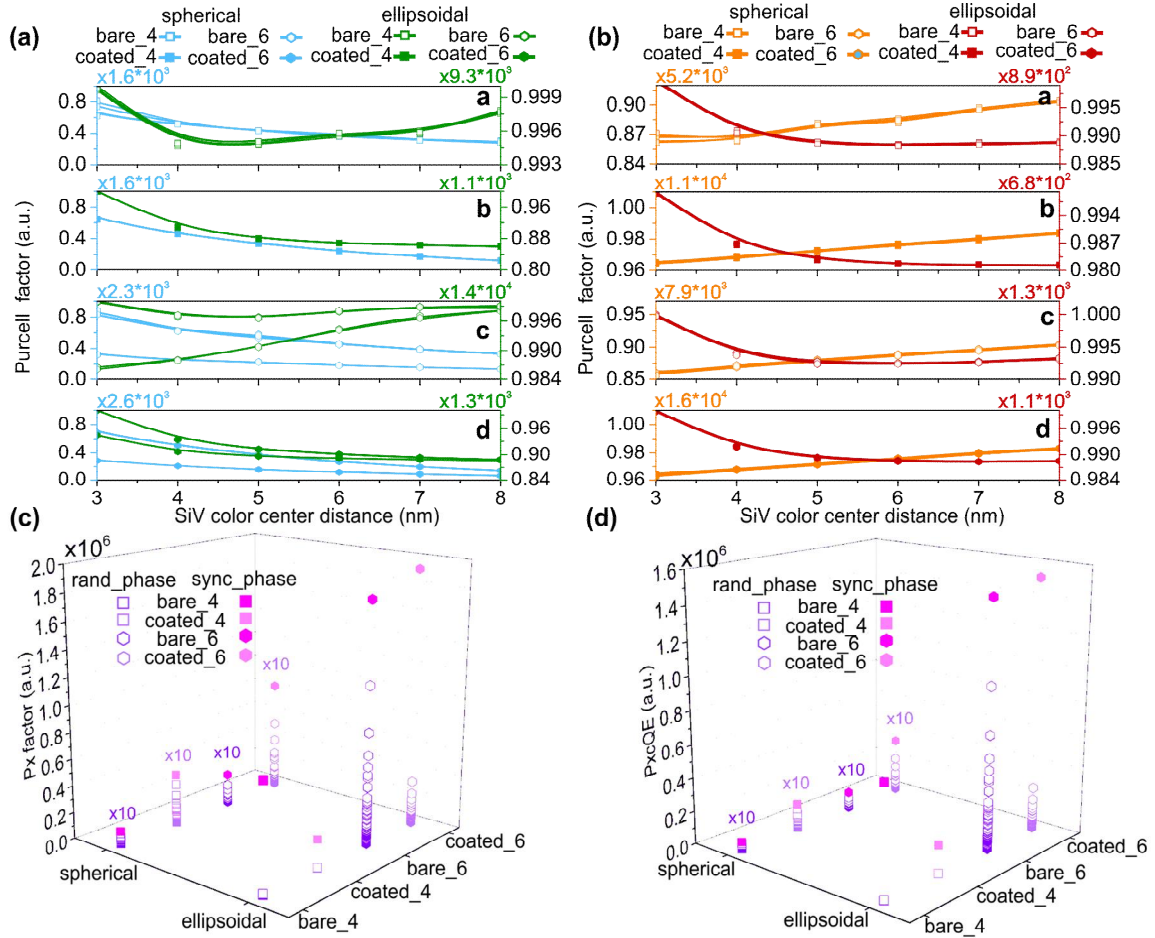 (a)
spherical
ellipsoidal
bare_4
bare_6
bare_4
bare_6
coated_4
coated_6
coated_4
coated_6
x1.6*10³
x9.3*10³
0.8
0.4
0.0
a
0.999
0.996
0.993
x1.6*10³
x1.1*10³
0.8
0.4
0.0
b
0.96
0.88
0.80
x2.3*10³
x1.4*10⁴
0.8
0.4
0.0
c
0.996
0.990
0.984
x2.6*10³
x1.3*10³
0.8
0.4
0.0
d
0.96
0.90
0.84
Purcell factor (a.u.)
3 4 5 6 7 8
SiV color center distance (nm)
(b)
spherical
ellipsoidal
bare_4
bare_6
bare_4
bare_6
coated_4
coated_6
coated_4
coated_6
x5.2*10³
x8.9*10²
0.90
0.87
0.84
a
0.995
0.990
0.985
x1.1*10⁴
x6.8*10²
1.00
0.97
0.96
b
0.994
0.987
0.980
x7.9*10³
x1.3*10³
0.95
0.90
0.85
c
1.000
0.995
0.990
x1.6*10⁴
x1.1*10³
1.00
0.98
0.96
d
0.996
0.990
0.984
Purcell factor (a.u.)
3 4 5 6 7 8
SiV color center distance (nm)
(c)
x10⁶
2.0
1.8
1.6
1.4
1.2
1.0
0.8
0.6
0.4
0.2
0.0
Px factor (a.u.)
rand_phase sync_phase
bare_4
coated_4
bare_6
coated_6
x10
x10
x10
x10
spherical
ellipsoidal
bare_4
coated_4
bare_6
coated_6
(d)
x10⁶
1.6
1.4
1.2
1.0
0.8
0.6
0.4
0.2
0.0
PxcQE (a.u.)
rand_phase sync_phase
bare_4
coated_4
bare_6
coated_6
x10
x10
x10
x10
spherical
ellipsoidal
bare_4
coated_4
bare_6
coated_6